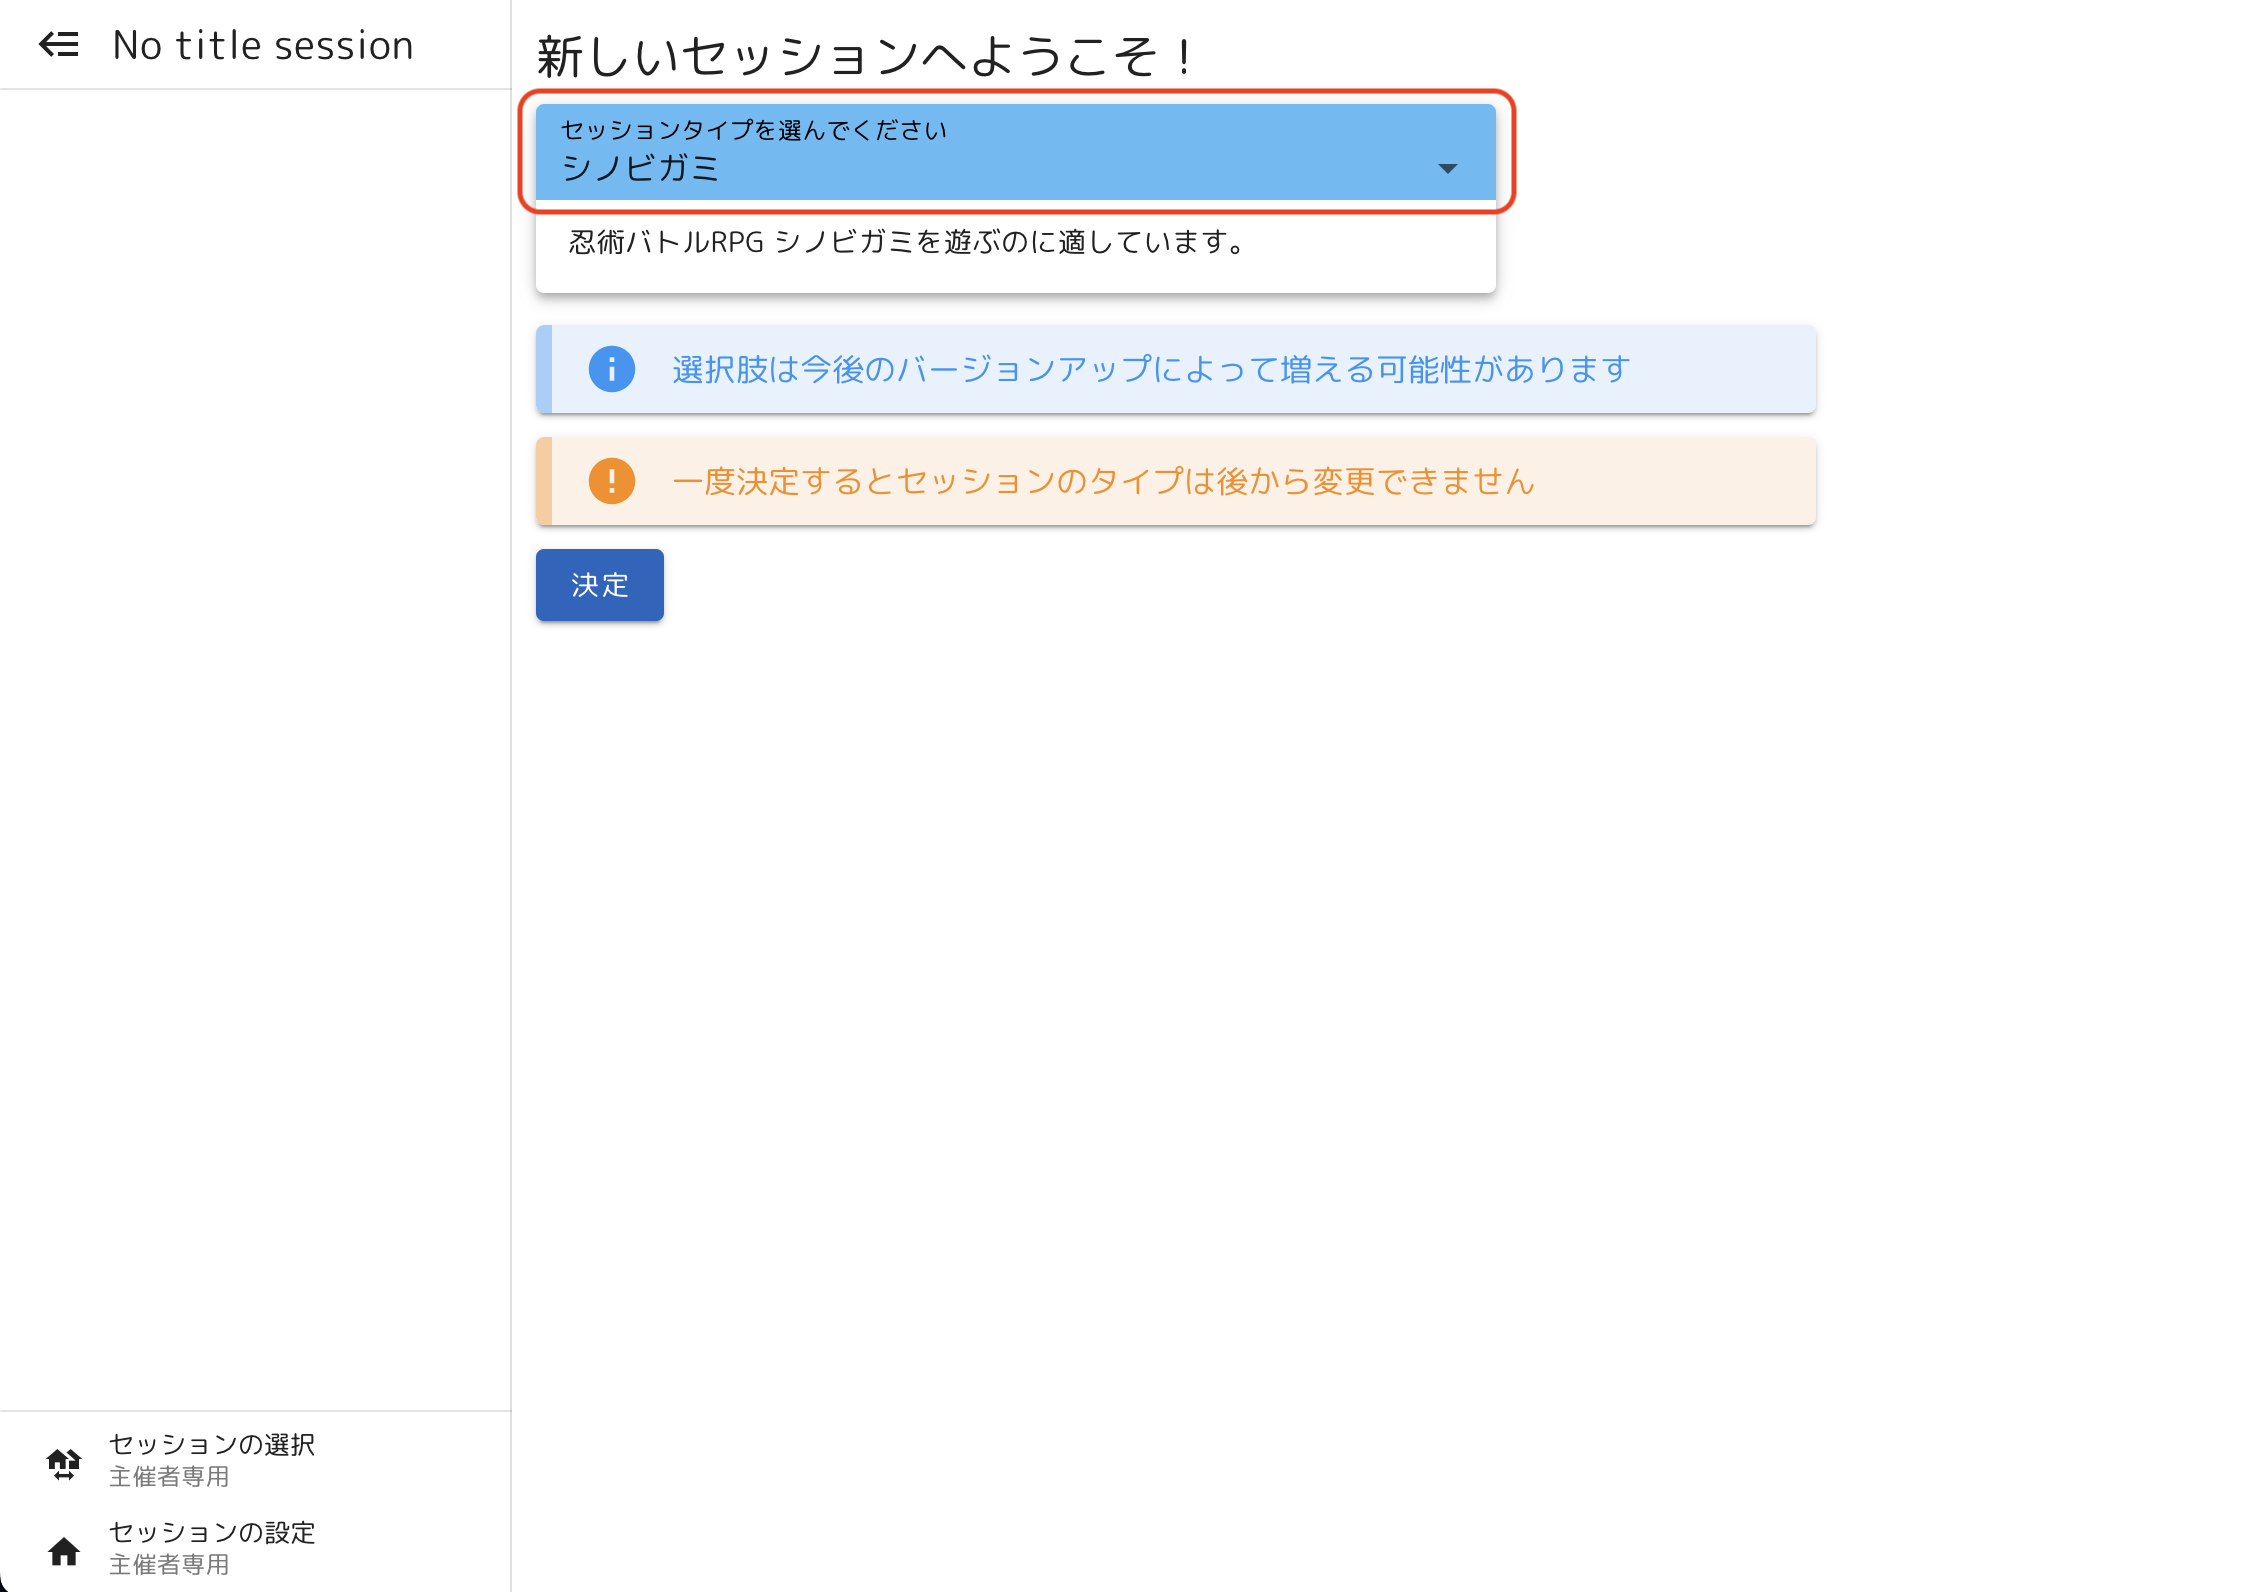 No title session
新しいセッションへようこそ！
セッションタイプを選んでください
シノビガミ
忍術バトルRPG シノビガミを遊ぶのに適しています。
選択肢は今後のバージョンアップによって増える可能性があります
一度決定するとセッションのタイプは後から変更できません
決定
セッションの選択
主催者専用
セッションの設定
主催者専用